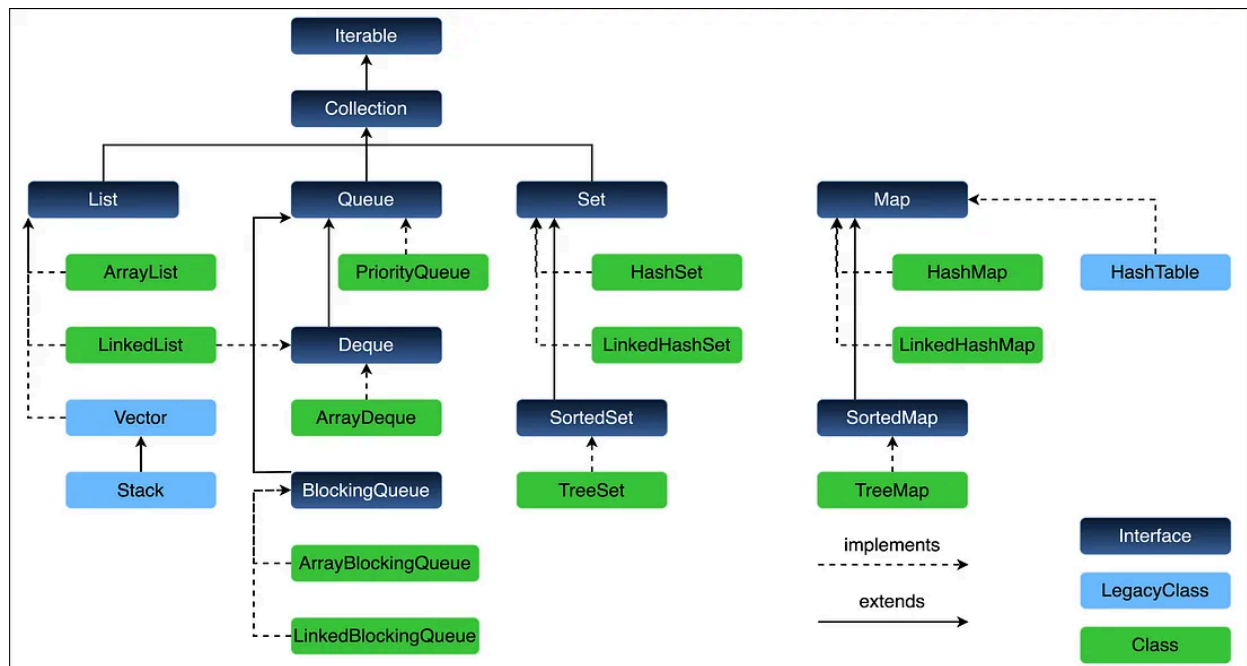 Iterable
Collection
List
Queue
Set
Map
ArrayList
PriorityQueue
HashSet
HashMap
HashTable
LinkedList
Deque
LinkedHashSet
LinkedHashMap
Vector
ArrayDeque
SortedSet
SortedMap
Stack
BlockingQueue
TreeSet
TreeMap
implements
Interface
ArrayBlockingQueue
LegacyClass
extends
LinkedBlockingQueue
Class